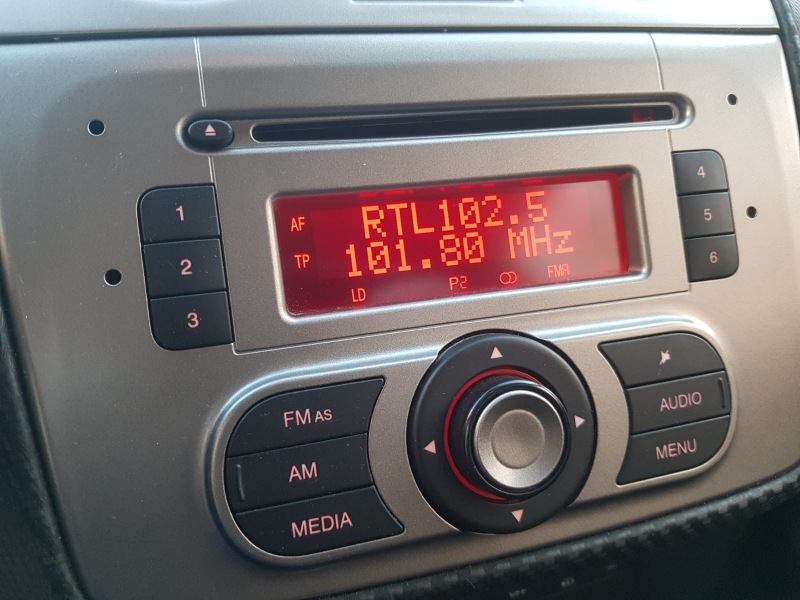 AF
RTL102.5
TP
101.80 MHz
LD P2 FMA
1
2
3
4
5
6
FM AS
AM
MEDIA
AUDIO
MENU